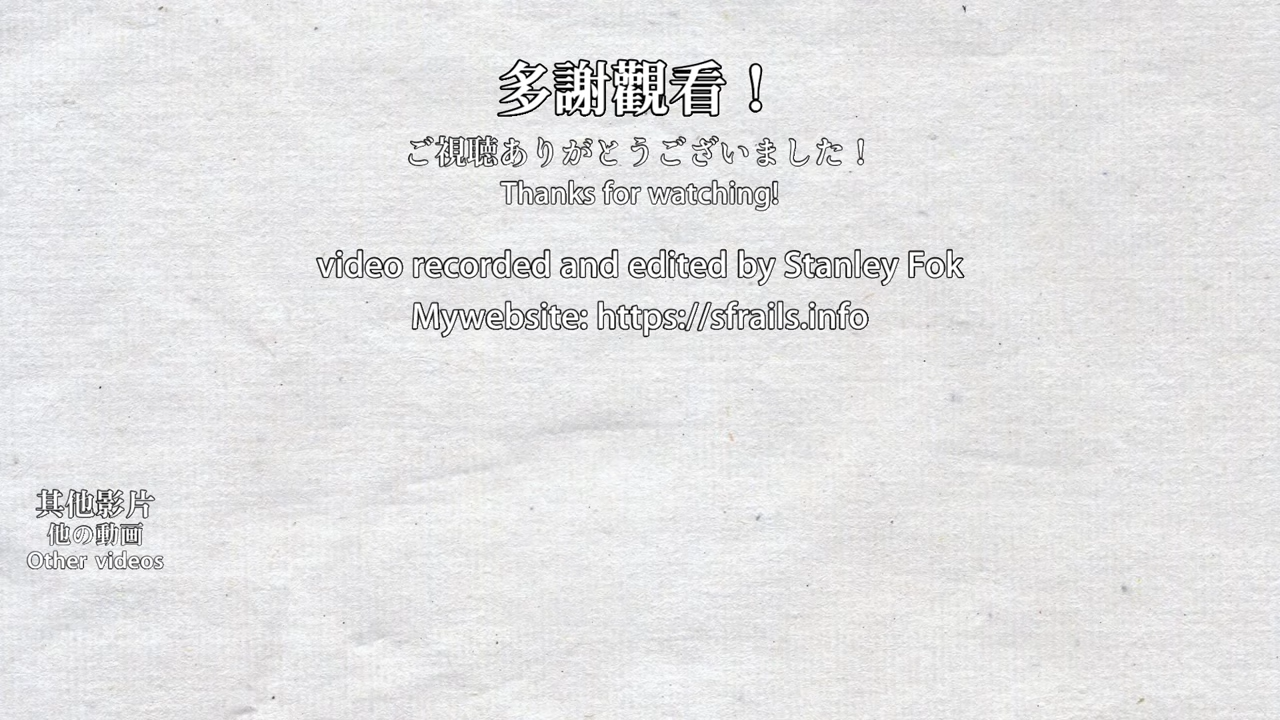 多謝觀看！
ご視聴ありがとうございました！
Thanks for watching!
video recorded and edited by Stanley Fok
Mywebsite: https://sfrails.info
其他影片
他の動画
Other videos